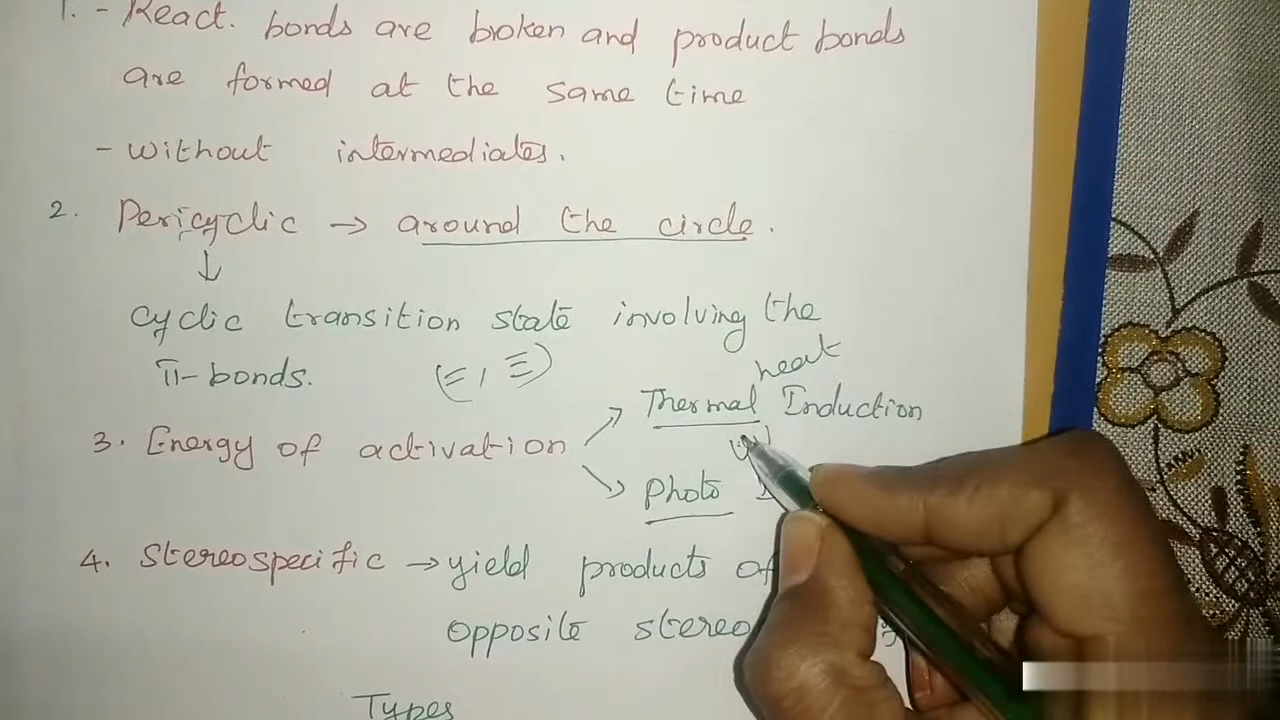 1. - React. bonds are broken and product bonds
are formed at the same time
- without intermediates.
2. Pericyclic → around the circle.
↓
cyclic transition state involving the
π-bonds. (=, ≡)
heat
Thermal Induction
3. Energy of activation
Photo
4. Stereospecific → yield products of
opposite stereo
Types